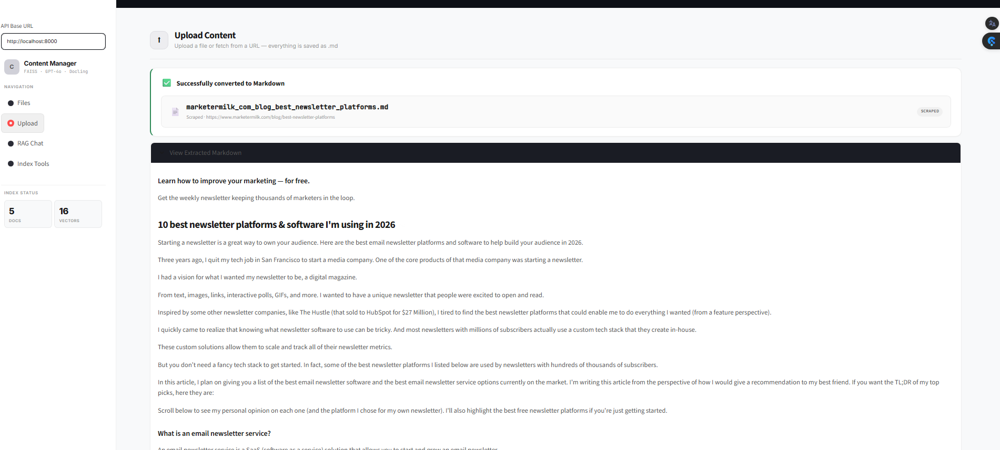 API Base URL
http://localhost:8000
C
Content Manager
FAISS · GPT-4o · Docling
NAVIGATION
Files
Upload
RAG Chat
Index Tools
INDEX STATUS
5
DOCS
16
VECTORS
Upload Content
Upload a file or fetch from a URL — everything is saved as .md
Successfully converted to Markdown
marketermilk_com_blog_best_newsletter_platforms.md
Scraped · https://www.marketermilk.com/blog/best-newsletter-platforms
SCRAPED
View Extracted Markdown
Learn how to improve your marketing — for free.
Get the weekly newsletter keeping thousands of marketers in the loop.
10 best newsletter platforms & software I'm using in 2026
Starting a newsletter is a great way to own your audience. Here are the best email newsletter platforms and software to help build your audience in 2026.
Three years ago, I quit my tech job in San Francisco to start a media company. One of the core products of that media company was starting a newsletter.
I had a vision for what I wanted my newsletter to be, a digital magazine.
From text, images, links, interactive polls, GIFs, and more. I wanted to have a unique newsletter that people were excited to open and read.
Inspired by some other newsletter companies, like The Hustle (that sold to HubSpot for $27 Million), I tired to find the best newsletter platforms that could enable me to do everything I wanted (from a feature perspective).
I quickly came to realize that knowing what newsletter software to use can be tricky. And most newsletters with millions of subscribers actually use a custom tech stack that they create in-house.
These custom solutions allow them to scale and track all of their newsletter metrics.
But you don't need a fancy tech stack to get started. In fact, some of the best newsletter platforms I listed below are used by newsletters with hundreds of thousands of subscribers.
In this article, I plan on giving you a list of the best email newsletter software and the best email newsletter service options currently on the market. I'm writing this article from the perspective of how I would give a recommendation to my best friend. If you want the TL;DR of my top
picks, here they are:
Scroll below to see my personal opinion on each one (and the platform I chose for my own newsletter). I'll also highlight the best free newsletter platforms if you're just getting started.
What is an email newsletter service?
An email newsletter service is a SaaS (software as a service) solution that allows you to start and grow an email newsletter.